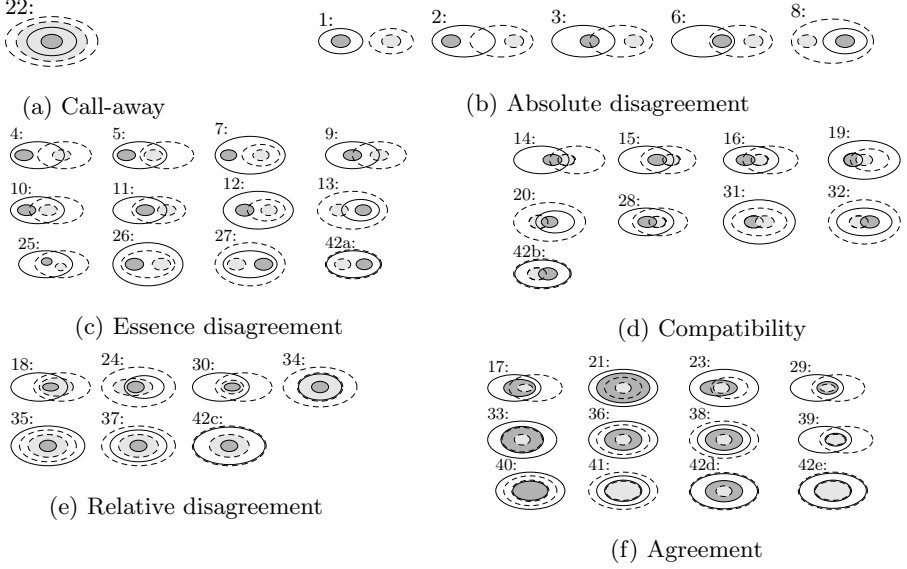 22:
(a) Call-away
1: 2: 3: 6: 8:
(b) Absolute disagreement
4: 5: 7: 9:
10: 11: 12: 13:
25: 26: 27: 42a:
(c) Essence disagreement
14: 15: 16: 19:
20: 28: 31: 32:
42b:
(d) Compatibility
18: 24: 30: 34:
35: 37: 42c:
(e) Relative disagreement
17: 21: 23: 29:
33: 36: 38: 39:
40: 41: 42d: 42e:
(f) Agreement